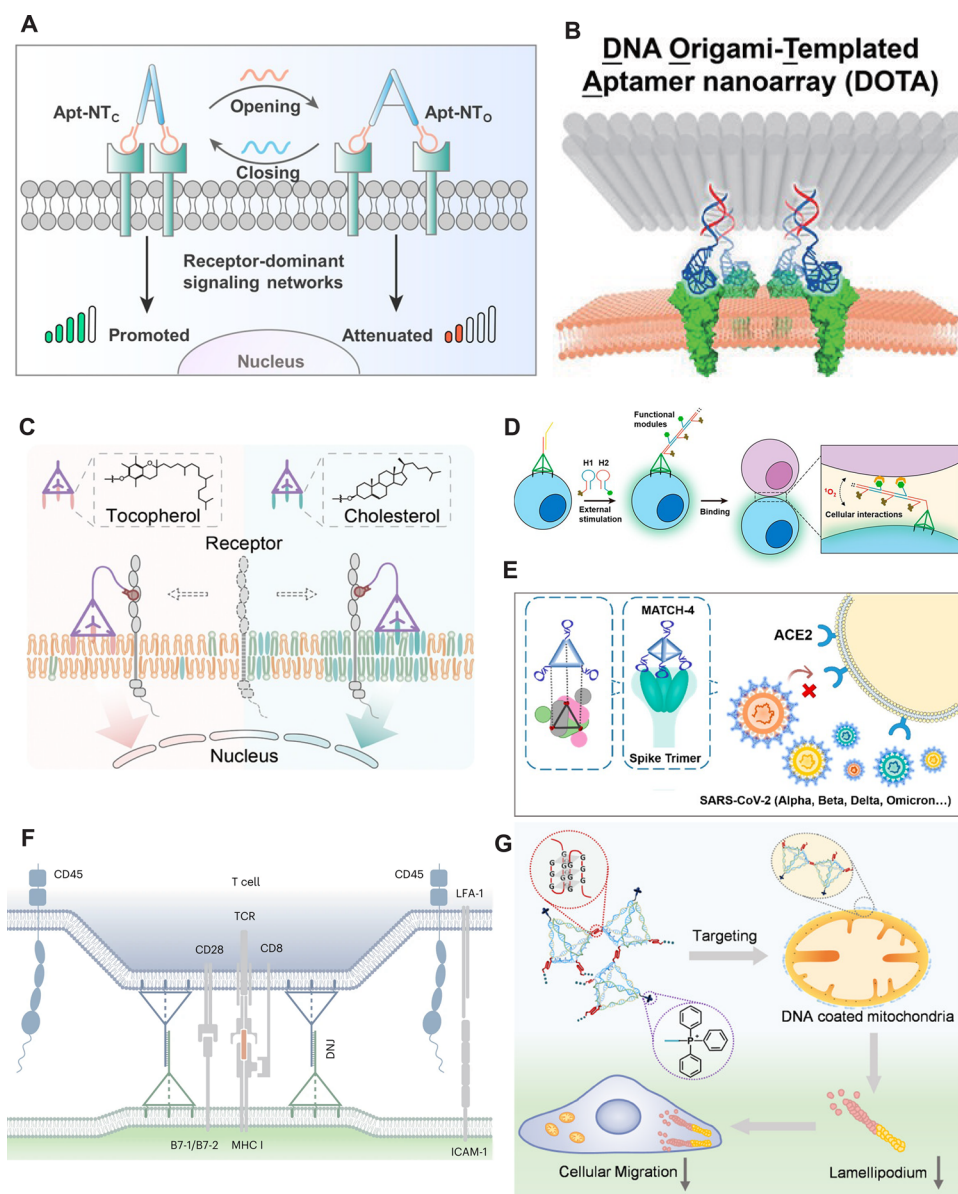 A
Apt-NTC
Opening
Apt-NTO
Closing
Receptor-dominant
signaling networks
Promoted
Attenuated
Nucleus
B
DNA Origami-Templated
Aptamer nanoarray (DOTA)
C
Tocopherol
Cholesterol
Receptor
Nucleus
D
Functional
modules
H1 H2
External
stimulation
Binding
¹O₂
Cellular interactions
E
MATCH-4
Spike Trimer
ACE2
SARS-CoV-2 (Alpha, Beta, Delta, Omicron...)
F
CD45
T cell
CD45
LFA-1
TCR
CD28
CD8
DNJ
B7-1/B7-2
MHC I
ICAM-1
G
G G G G
G G G G
G G G G
Targeting
DNA coated mitochondria
P+
Cellular Migration
Lamellipodium